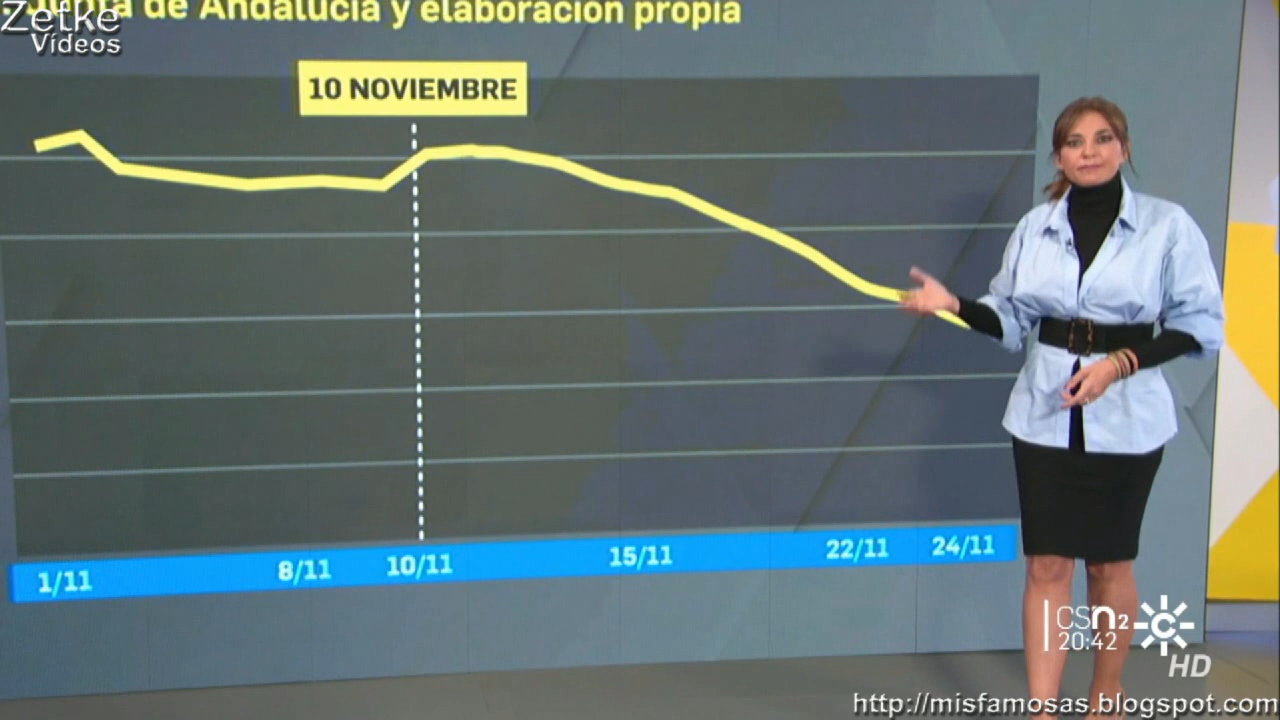 Junta de Andalucía y elaboración propia
Zefke
Vídeos
10 NOVIEMBRE
1/11
8/11
10/11
15/11
22/11
24/11
CSn2
20:42
HD
http://misfamosas.blogspot.com